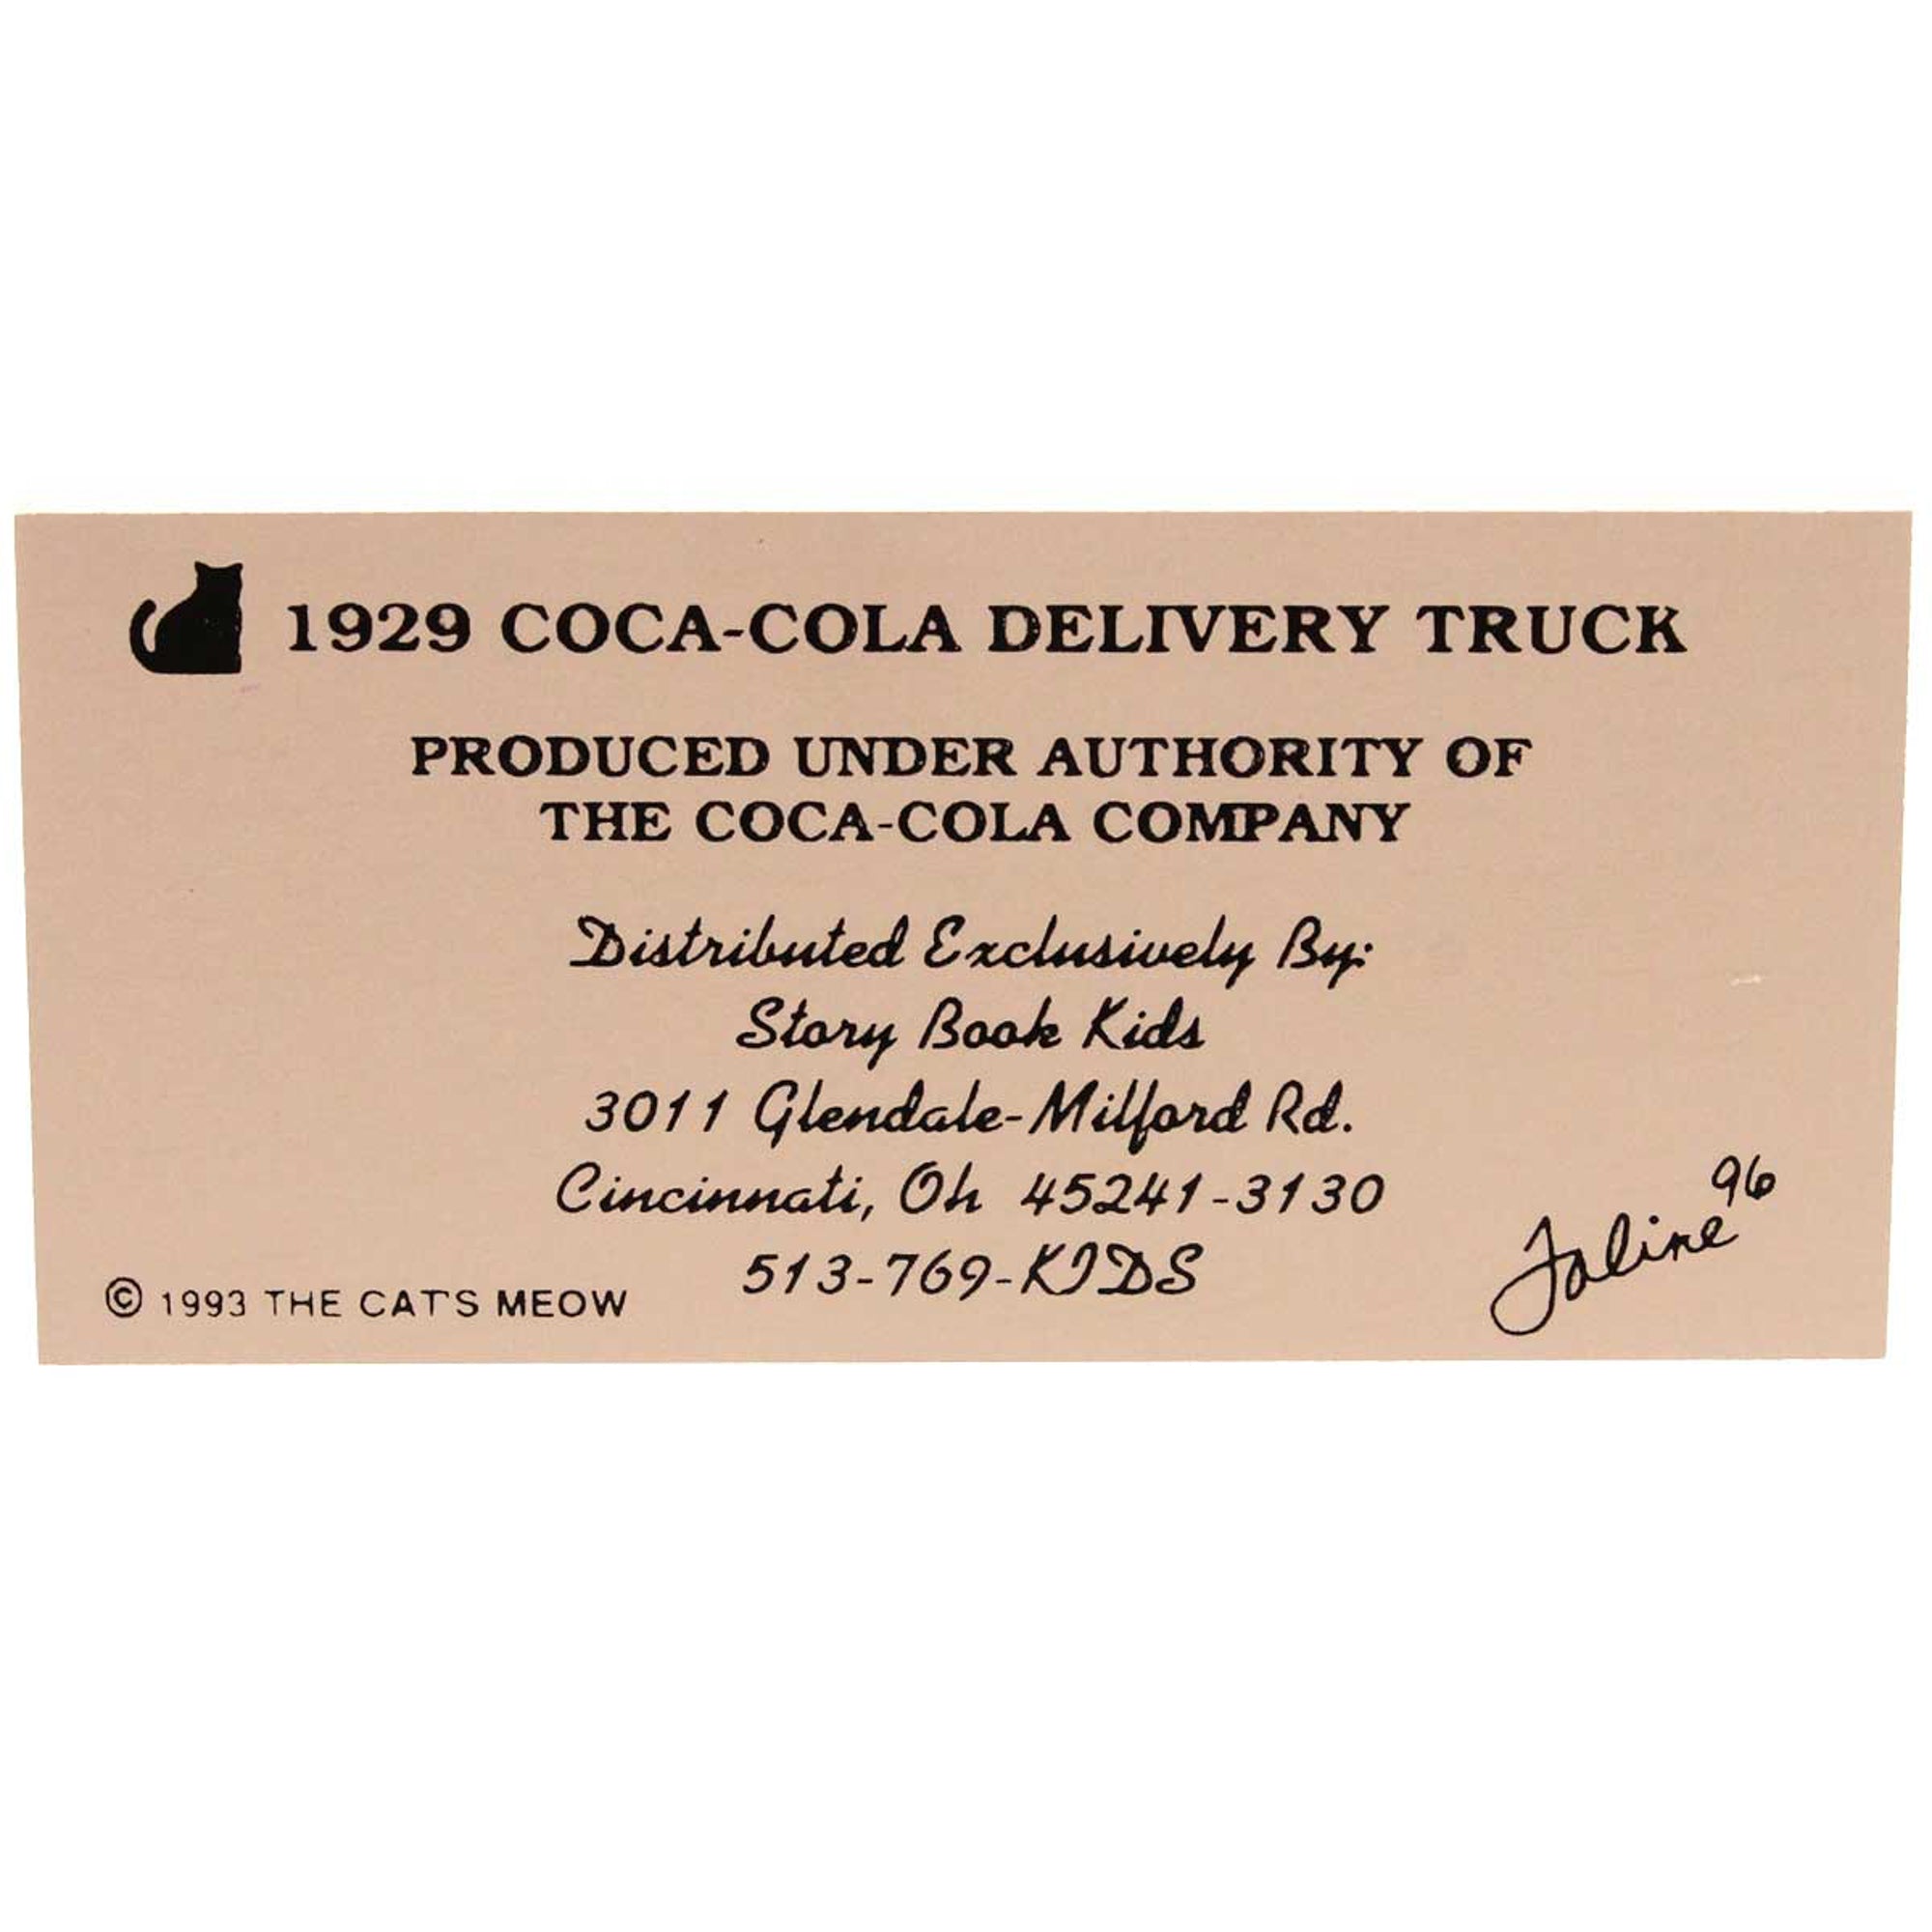 1929 COCA-COLA DELIVERY TRUCK
PRODUCED UNDER AUTHORITY OF
THE COCA-COLA COMPANY
Distributed Exclusively By:
Story Book Kids
3011 Glendale-Milford Rd.
Cincinnati, Oh 45241-3130
513-769-KIDS
© 1993 THE CAT'S MEOW
Faline 96